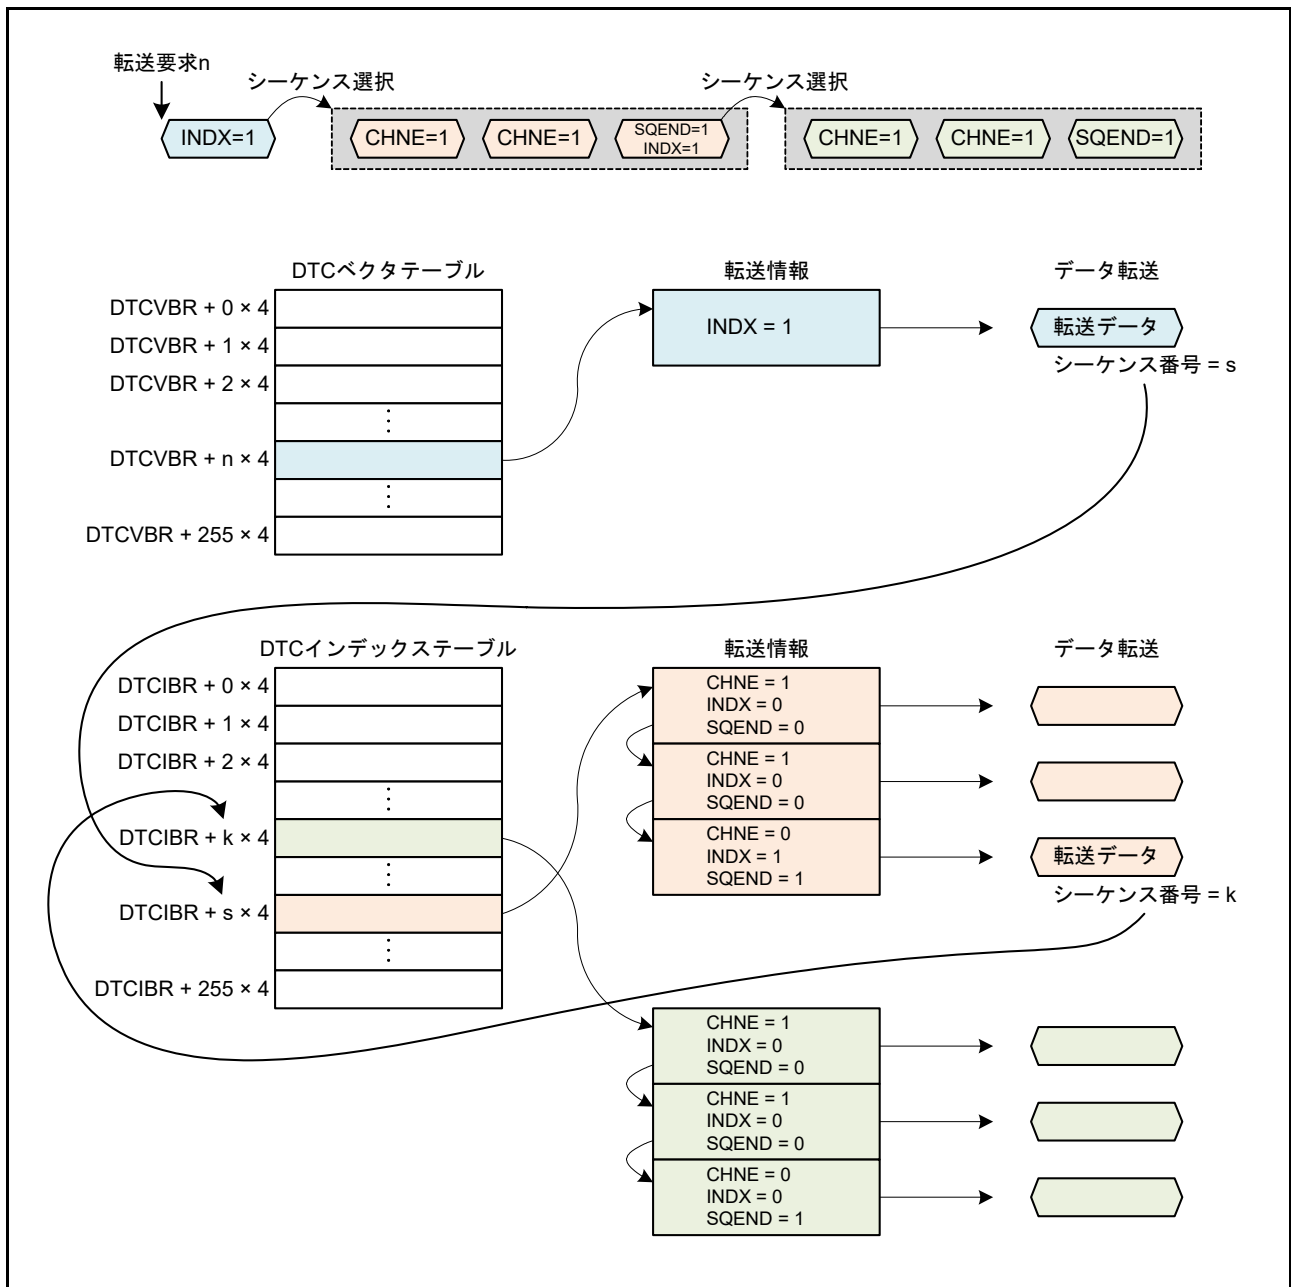 転送要求n
シーケンス選択
シーケンス選択
INDX=1
CHNE=1
CHNE=1
SQEND=1
INDX=1
CHNE=1
CHNE=1
SQEND=1
DTCベクタテーブル
転送情報
データ転送
DTCVBR + 0 × 4
DTCVBR + 1 × 4
DTCVBR + 2 × 4
⋮
DTCVBR + n × 4
⋮
DTCVBR + 255 × 4
INDX = 1
転送データ
シーケンス番号 = s
DTCインデックステーブル
転送情報
データ転送
DTCIBR + 0 × 4
DTCIBR + 1 × 4
DTCIBR + 2 × 4
⋮
DTCIBR + k × 4
⋮
DTCIBR + s × 4
⋮
DTCIBR + 255 × 4
CHNE = 1
INDX = 0
SQEND = 0
CHNE = 1
INDX = 0
SQEND = 0
CHNE = 0
INDX = 1
SQEND = 1
転送データ
シーケンス番号 = k
CHNE = 1
INDX = 0
SQEND = 0
CHNE = 1
INDX = 0
SQEND = 0
CHNE = 0
INDX = 0
SQEND = 1